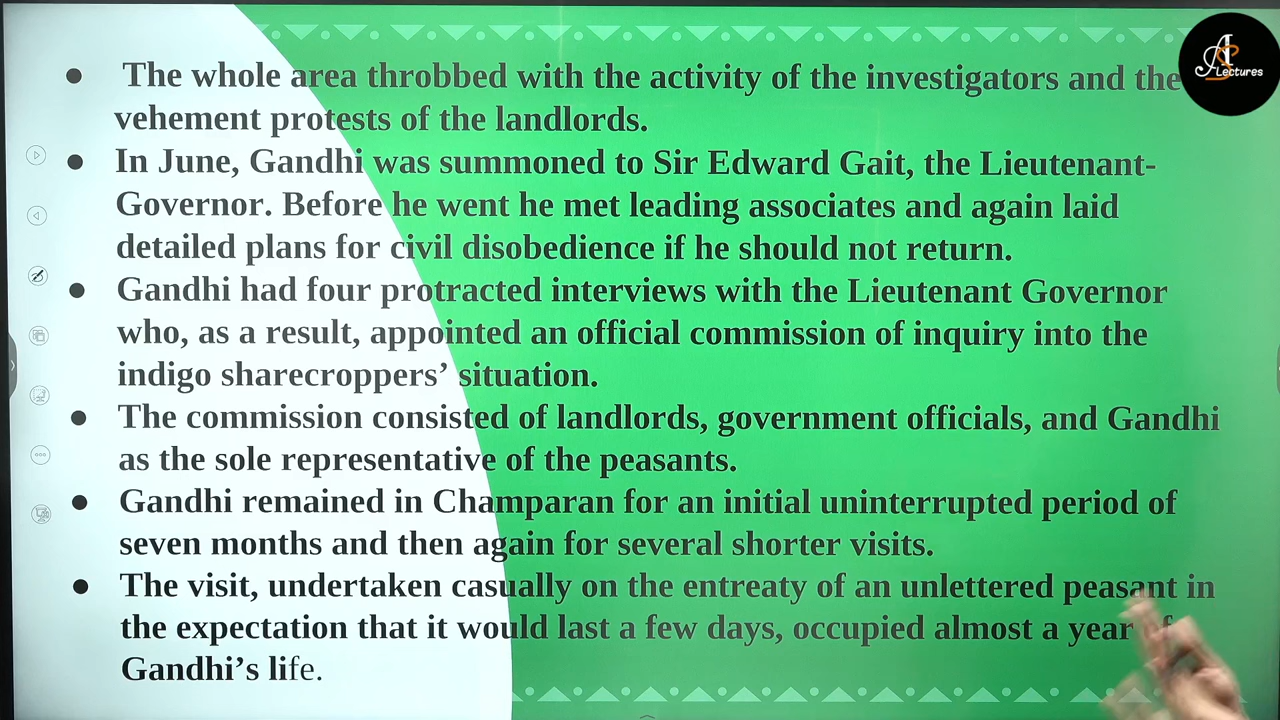 ● The whole area throbbed with the activity of the investigators and the
vehement protests of the landlords.
● In June, Gandhi was summoned to Sir Edward Gait, the Lieutenant-
Governor. Before he went he met leading associates and again laid
detailed plans for civil disobedience if he should not return.
● Gandhi had four protracted interviews with the Lieutenant Governor
who, as a result, appointed an official commission of inquiry into the
indigo sharecroppers’ situation.
● The commission consisted of landlords, government officials, and Gandhi
as the sole representative of the peasants.
● Gandhi remained in Champaran for an initial uninterrupted period of
seven months and then again for several shorter visits.
● The visit, undertaken casually on the entreaty of an unlettered peasant in
the expectation that it would last a few days, occupied almost a year of
Gandhi’s life.
AS Lectures